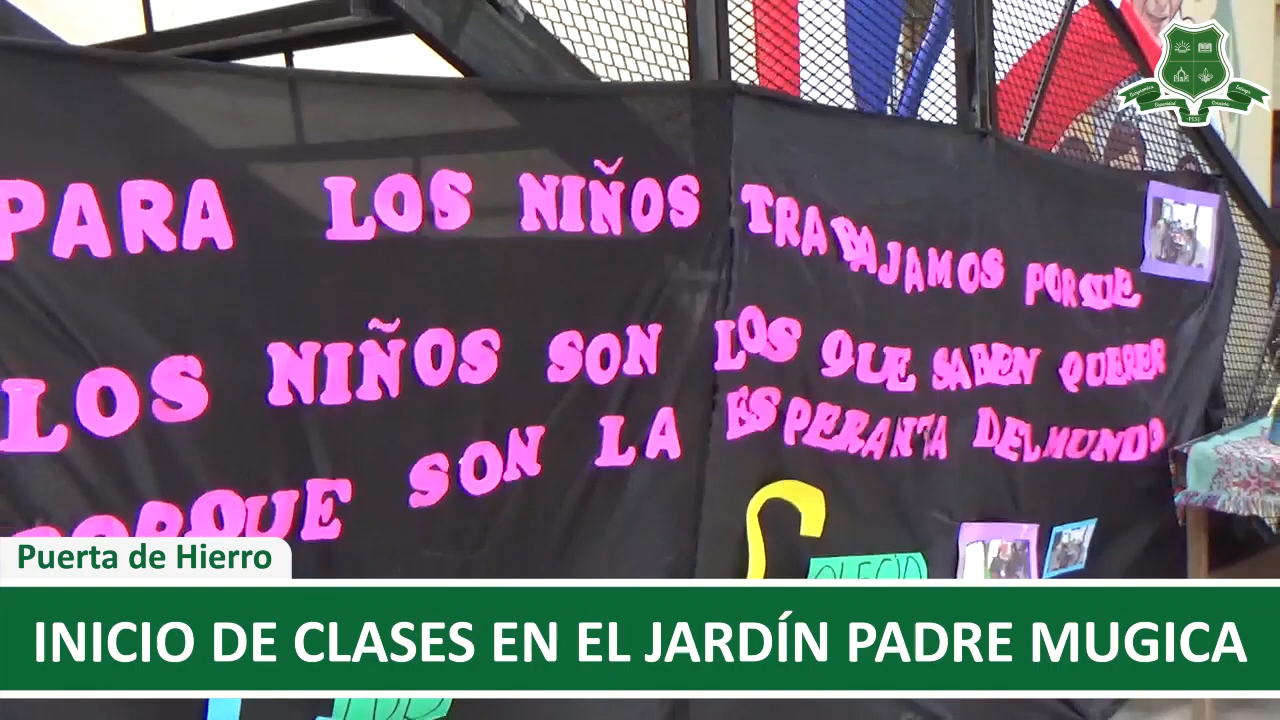 PARA LOS NIÑOS TRABAJAMOS PORQUE
LOS NIÑOS SON LOS QUE SABEN QUERER
PORQUE SON LA ESPERANZA DEL MUNDO
COLEGIO
Puerta de Hierro
INICIO DE CLASES EN EL JARDÍN PADRE MUGICA